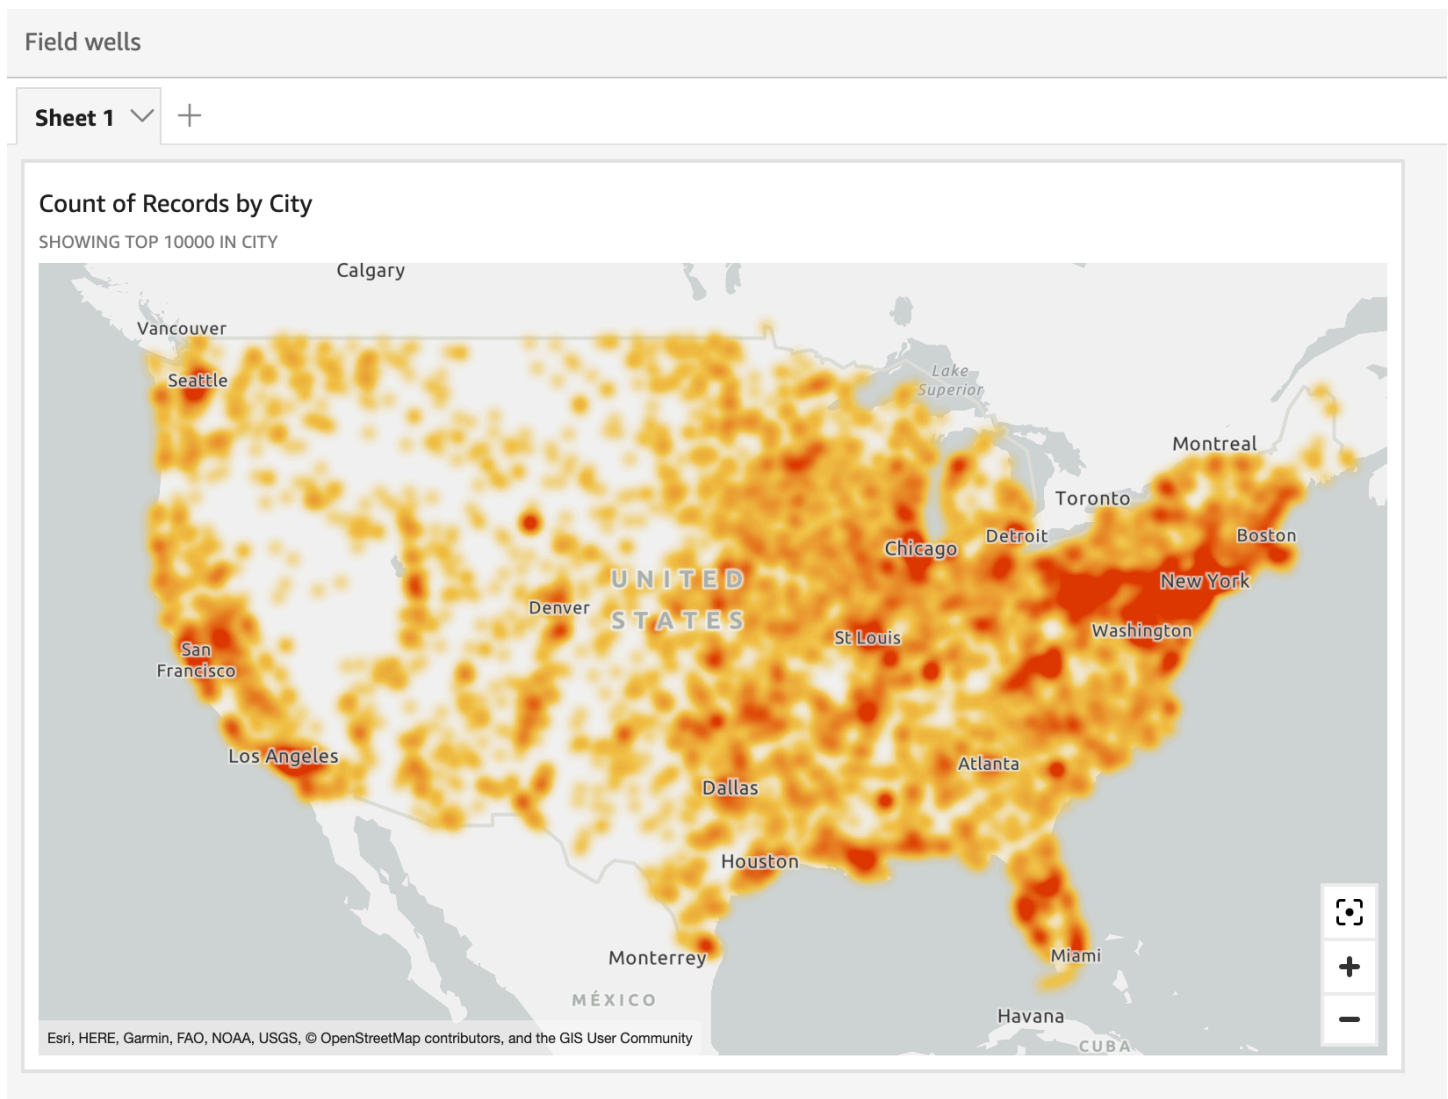 Field wells
Sheet 1
Count of Records by City
SHOWING TOP 10000 IN CITY
Calgary
Vancouver
Seattle
Lake
Superior
Montreal
Toronto
Boston
Detroit
Chicago
UNITED
STATES
New York
Denver
Washington
St Louis
San
Francisco
Los Angeles
Atlanta
Dallas
Houston
Monterrey
Miami
MÉXICO
Havana
Esri, HERE, Garmin, FAO, NOAA, USGS, © OpenStreetMap contributors, and the GIS User Community
CUBA